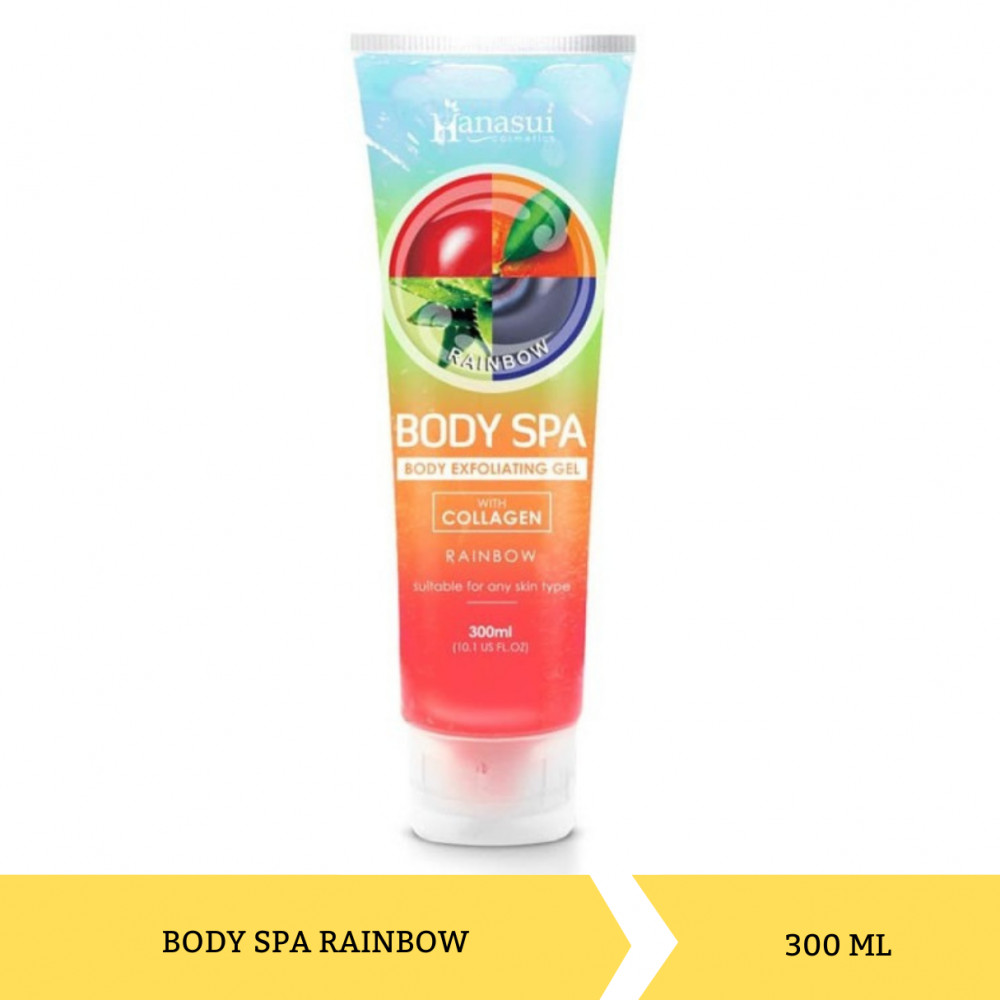 Hanasui
cosmetics
RAINBOW
BODY SPA
BODY EXFOLIATING GEL
WITH
COLLAGEN
RAINBOW
suitable for any skin type
300ml
(10.1 US FL.OZ)
BODY SPA RAINBOW
300 ML